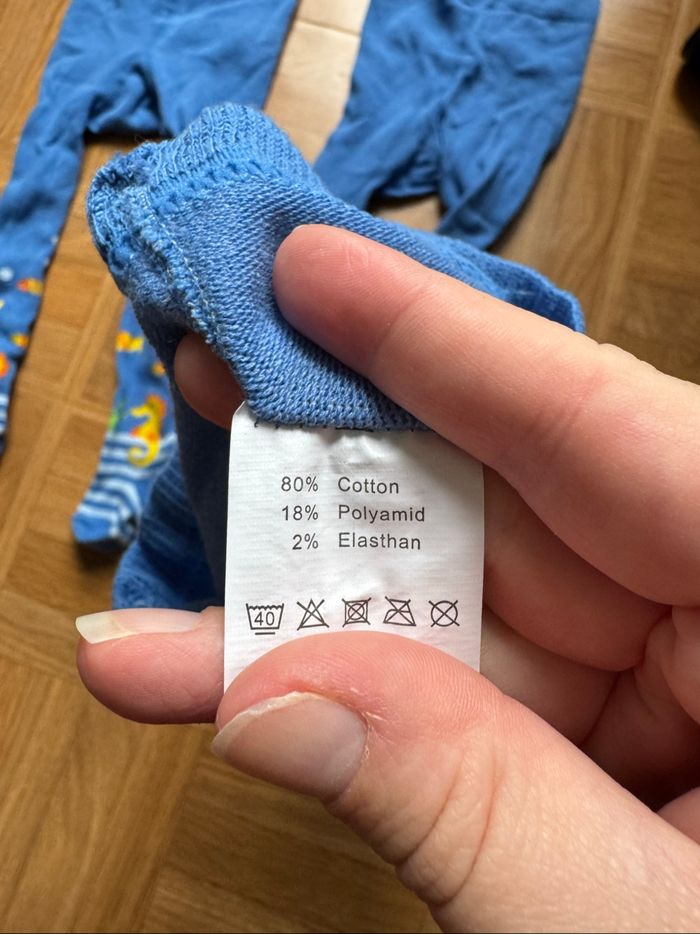 80% Cotton
18% Polyamid
2% Elasthan
40